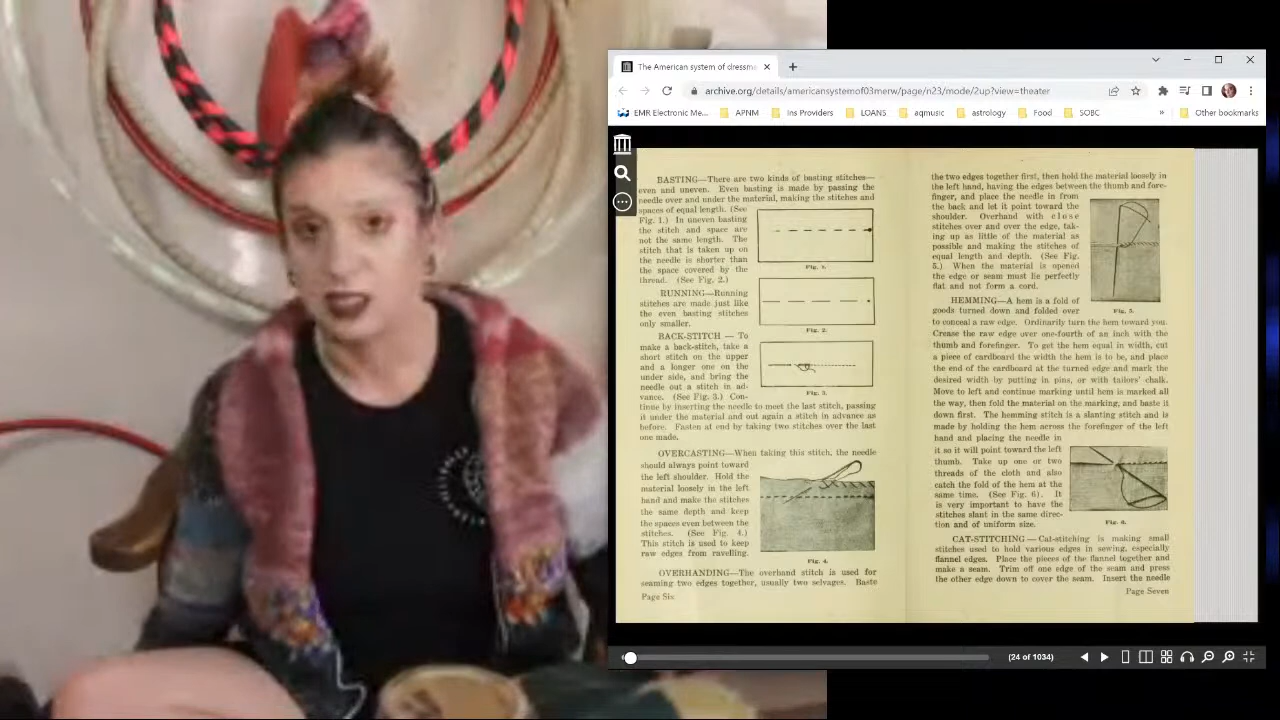 The American system of dressm
archive.org/details/americansystemof03merw/page/n23/mode/2up?view=theater
EMR Electronic Me...
APNM
Ins Providers
LOANS
aqmusic
astrology
Food
SOBC
»
Other bookmarks
BASTING—There are two kinds of basting stitches—
even and uneven. Even basting is made by passing the
needle over and under the material, making the stitches and
spaces of equal length. (See
Fig. 1.) In uneven basting
the stitch and space are
not the same length. The
stitch that is taken up on
the needle is shorter than
the space covered by the
thread. (See Fig. 2.)
Fig. 1.
RUNNING—Running
stitches are made just like
the even basting stitches
only smaller.
Fig. 2.
BACK-STITCH — To
make a back-stitch, take a
short stitch on the upper
and a longer one on the
under side, and bring the
needle out a stitch in ad-
vance. (See Fig. 3.) Con-
Fig. 3.
tinue by inserting the needle to meet the last stitch, passing
it under the material and out again a stitch in advance as
before. Fasten at end by taking two stitches over the last
one made.
OVERCASTING—When taking this stitch, the needle
should always point toward
the left shoulder. Hold the
material loosely in the left
hand and make the stitches
the same depth and keep
the spaces even between the
stitches. (See Fig. 4.)
This stitch is used to keep
raw edges from ravelling.
Fig. 4.
OVERHANDING—The overhand stitch is used for
seaming two edges together, usually two selvages. Baste
Page Six
the two edges together first, then hold the material loosely in
the left hand, having the edges between the thumb and fore-
finger, and place the needle in from
the back and let it point toward the
shoulder. Overhand with close
stitches over and over the edge, tak-
ing up as little of the material as
possible and making the stitches of
equal length and depth. (See Fig.
5.) When the material is opened
the edge or seam must lie perfectly
flat and not form a cord.
HEMMING—A hem is a fold of
goods turned down and folded over
Fig. 5.
to conceal a raw edge. Ordinarily turn the hem toward you.
Crease the raw edge over one-fourth of an inch with the
thumb and forefinger. To get the hem equal in width, cut
a piece of cardboard the width the hem is to be, and place
the end of the cardboard at the turned edge and mark the
desired width by putting in pins, or with tailors' chalk.
Move to left and continue marking until hem is marked all
the way, then fold the material on the marking, and baste it
down first. The hemming stitch is a slanting stitch and is
made by holding the hem across the forefinger of the left
hand and placing the needle in
it so it will point toward the left
thumb. Take up one or two
threads of the cloth and also
catch the fold of the hem at the
same time. (See Fig. 6). It
is very important to have the
stitches slant in the same direc-
tion and of uniform size.
Fig. 6.
CAT-STITCHING — Cat-stitching is making small
stitches used to hold various edges in sewing, especially
flannel edges. Place the pieces of the flannel together and
make a seam. Trim off one edge of the seam and press
the other edge down to cover the seam. Insert the needle
Page Seven
(24 of 1034)